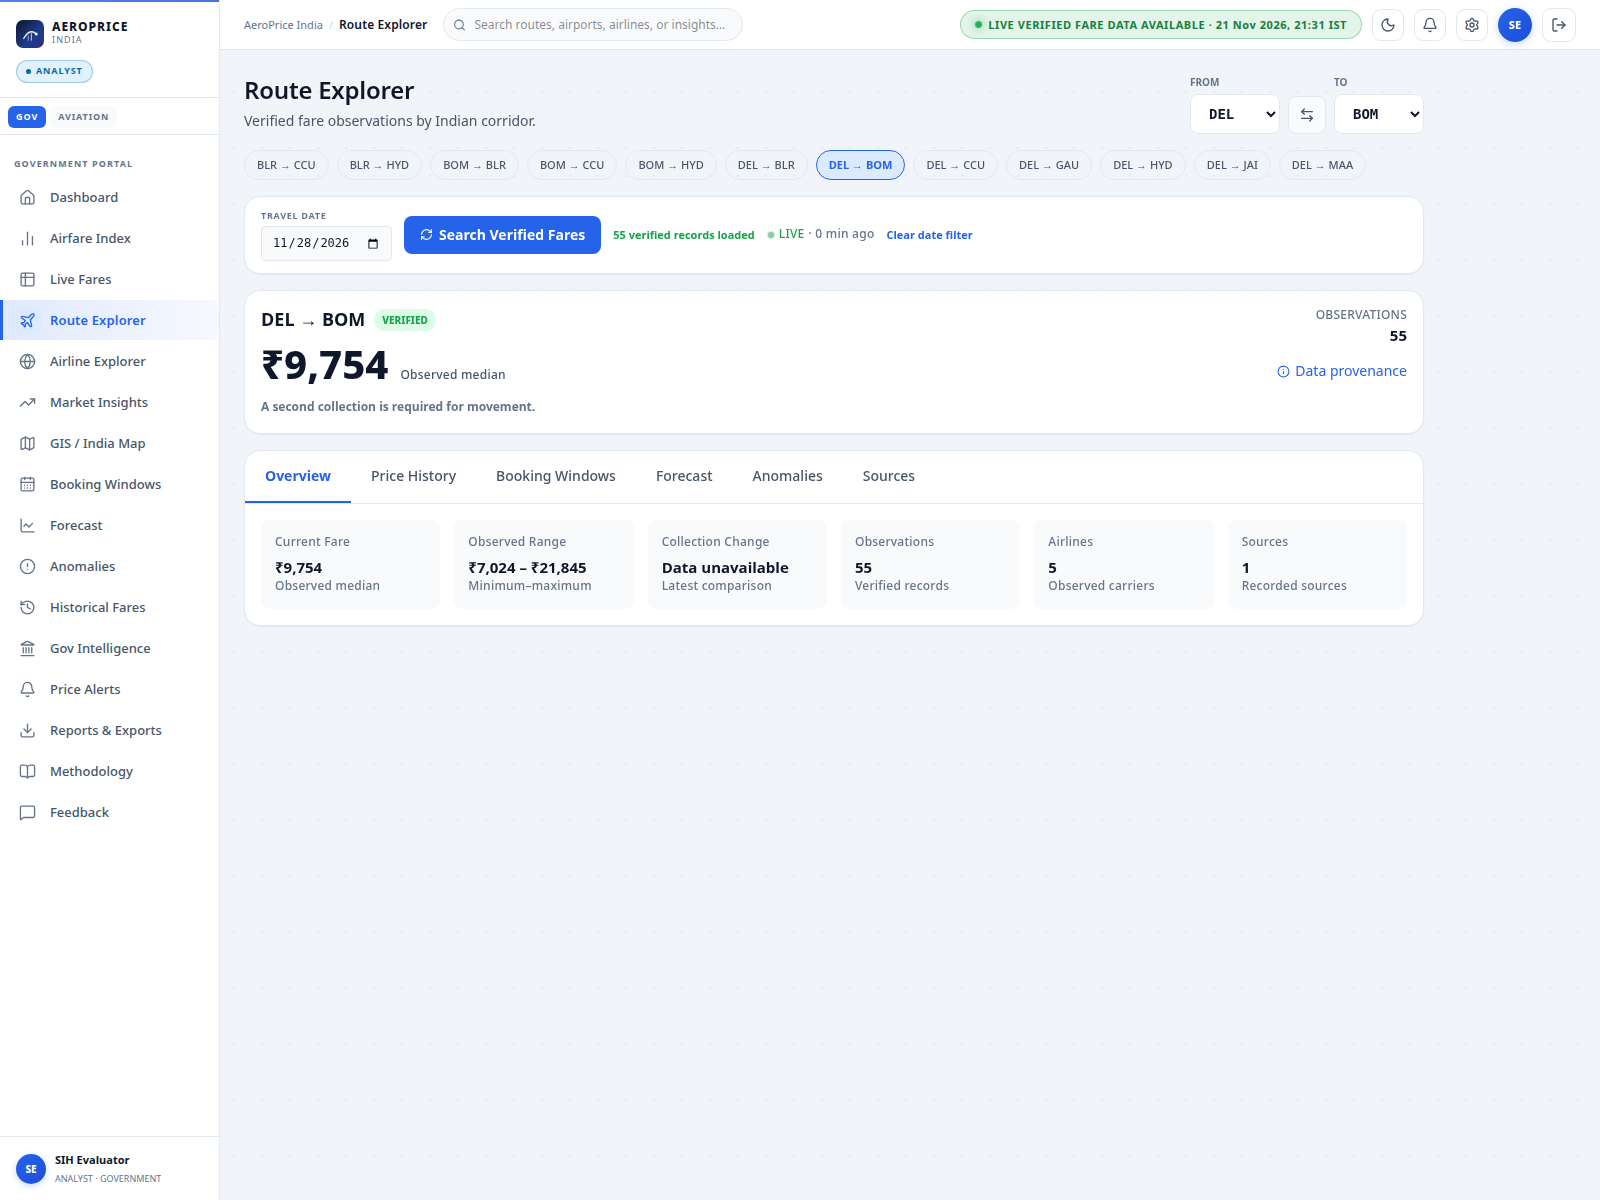 AEROPRICE
INDIA
ANALYST
GOV
AVIATION
GOVERNMENT PORTAL
Dashboard
Airfare Index
Live Fares
Route Explorer
Airline Explorer
Market Insights
GIS / India Map
Booking Windows
Forecast
Anomalies
Historical Fares
Gov Intelligence
Price Alerts
Reports & Exports
Methodology
Feedback
SE
SIH Evaluator
ANALYST · GOVERNMENT
AeroPrice India / Route Explorer
Search routes, airports, airlines, or insights...
LIVE VERIFIED FARE DATA AVAILABLE · 21 Nov 2026, 21:31 IST
SE
Route Explorer
Verified fare observations by Indian corridor.
FROM
DEL
TO
BOM
BLR → CCU
BLR → HYD
BOM → BLR
BOM → CCU
BOM → HYD
DEL → BLR
DEL → BOM
DEL → CCU
DEL → GAU
DEL → HYD
DEL → JAI
DEL → MAA
TRAVEL DATE
11/28/2026
Search Verified Fares
55 verified records loaded
LIVE · 0 min ago
Clear date filter
DEL → BOM
VERIFIED
₹9,754 Observed median
A second collection is required for movement.
OBSERVATIONS
55
Data provenance
Overview
Price History
Booking Windows
Forecast
Anomalies
Sources
Current Fare
₹9,754
Observed median
Observed Range
₹7,024 – ₹21,845
Minimum–maximum
Collection Change
Data unavailable
Latest comparison
Observations
55
Verified records
Airlines
5
Observed carriers
Sources
1
Recorded sources